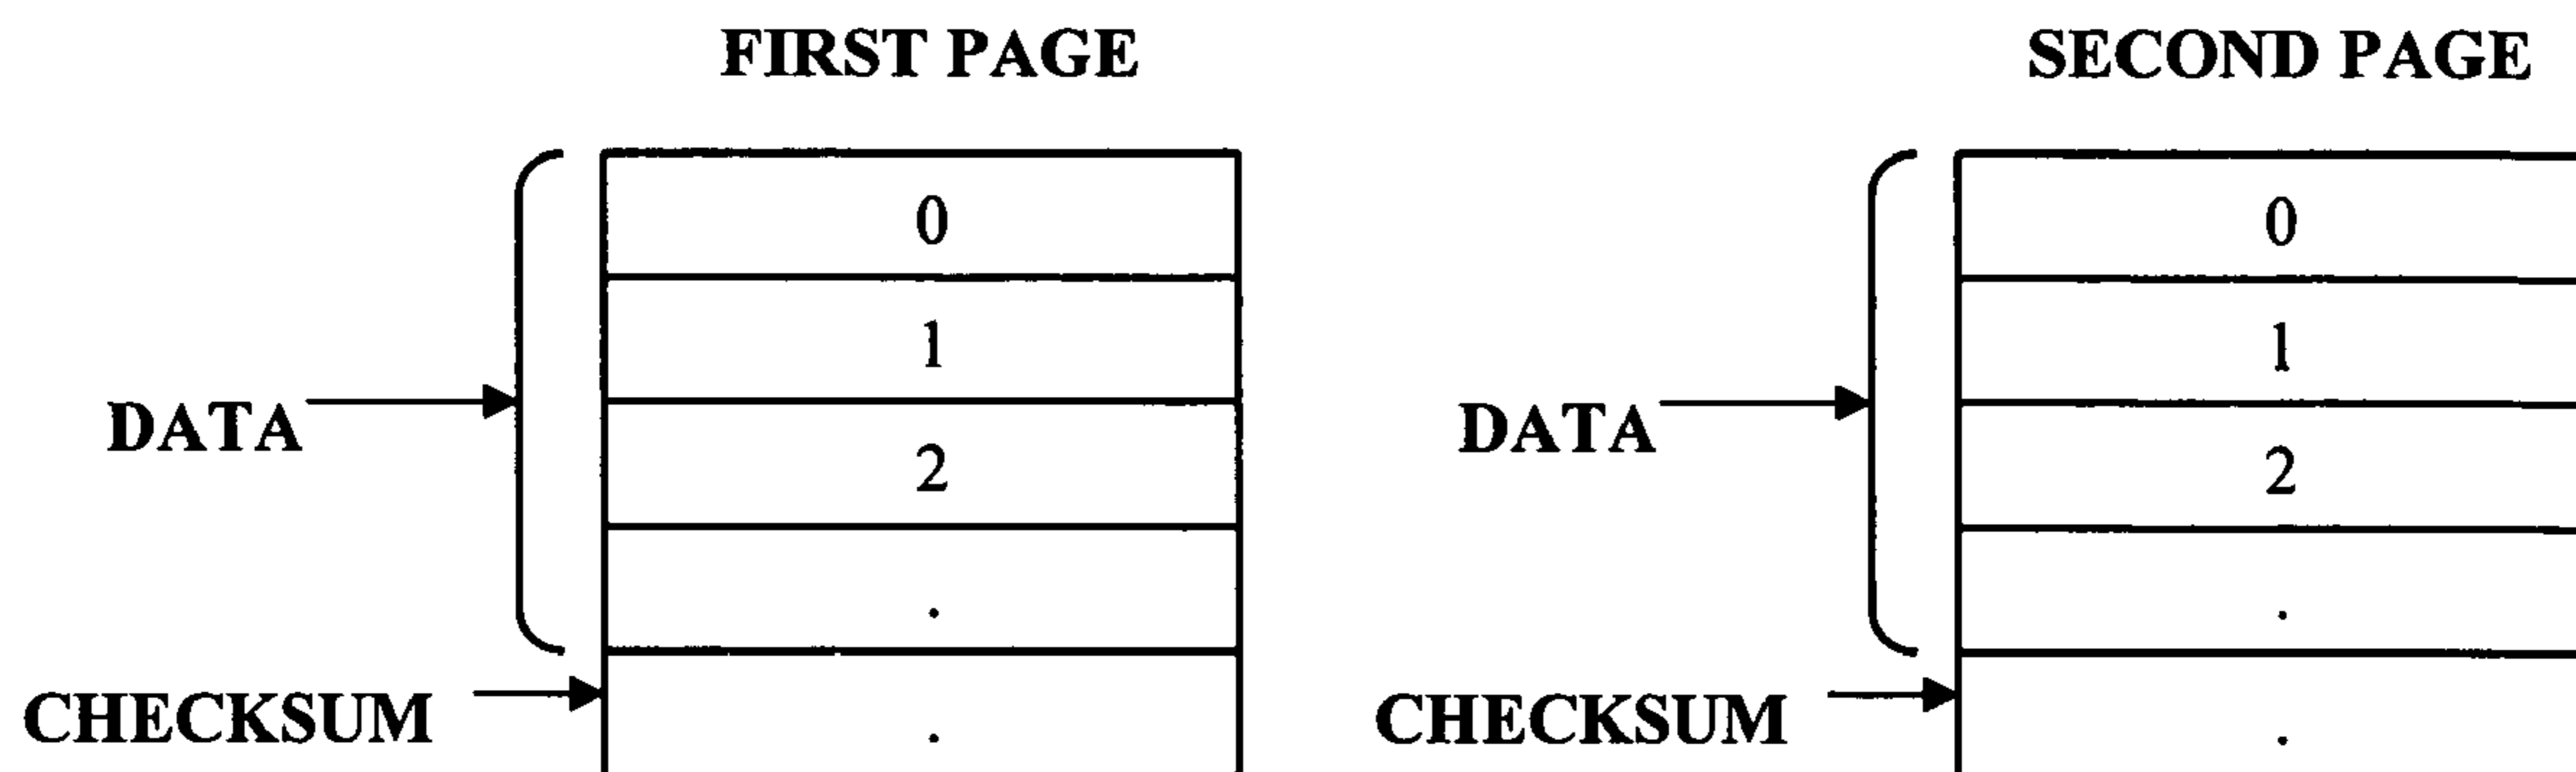 FIRST PAGE
0
1
DATA
2
.
CHECKSUM
.
SECOND PAGE
0
1
DATA
2
.
CHECKSUM
.